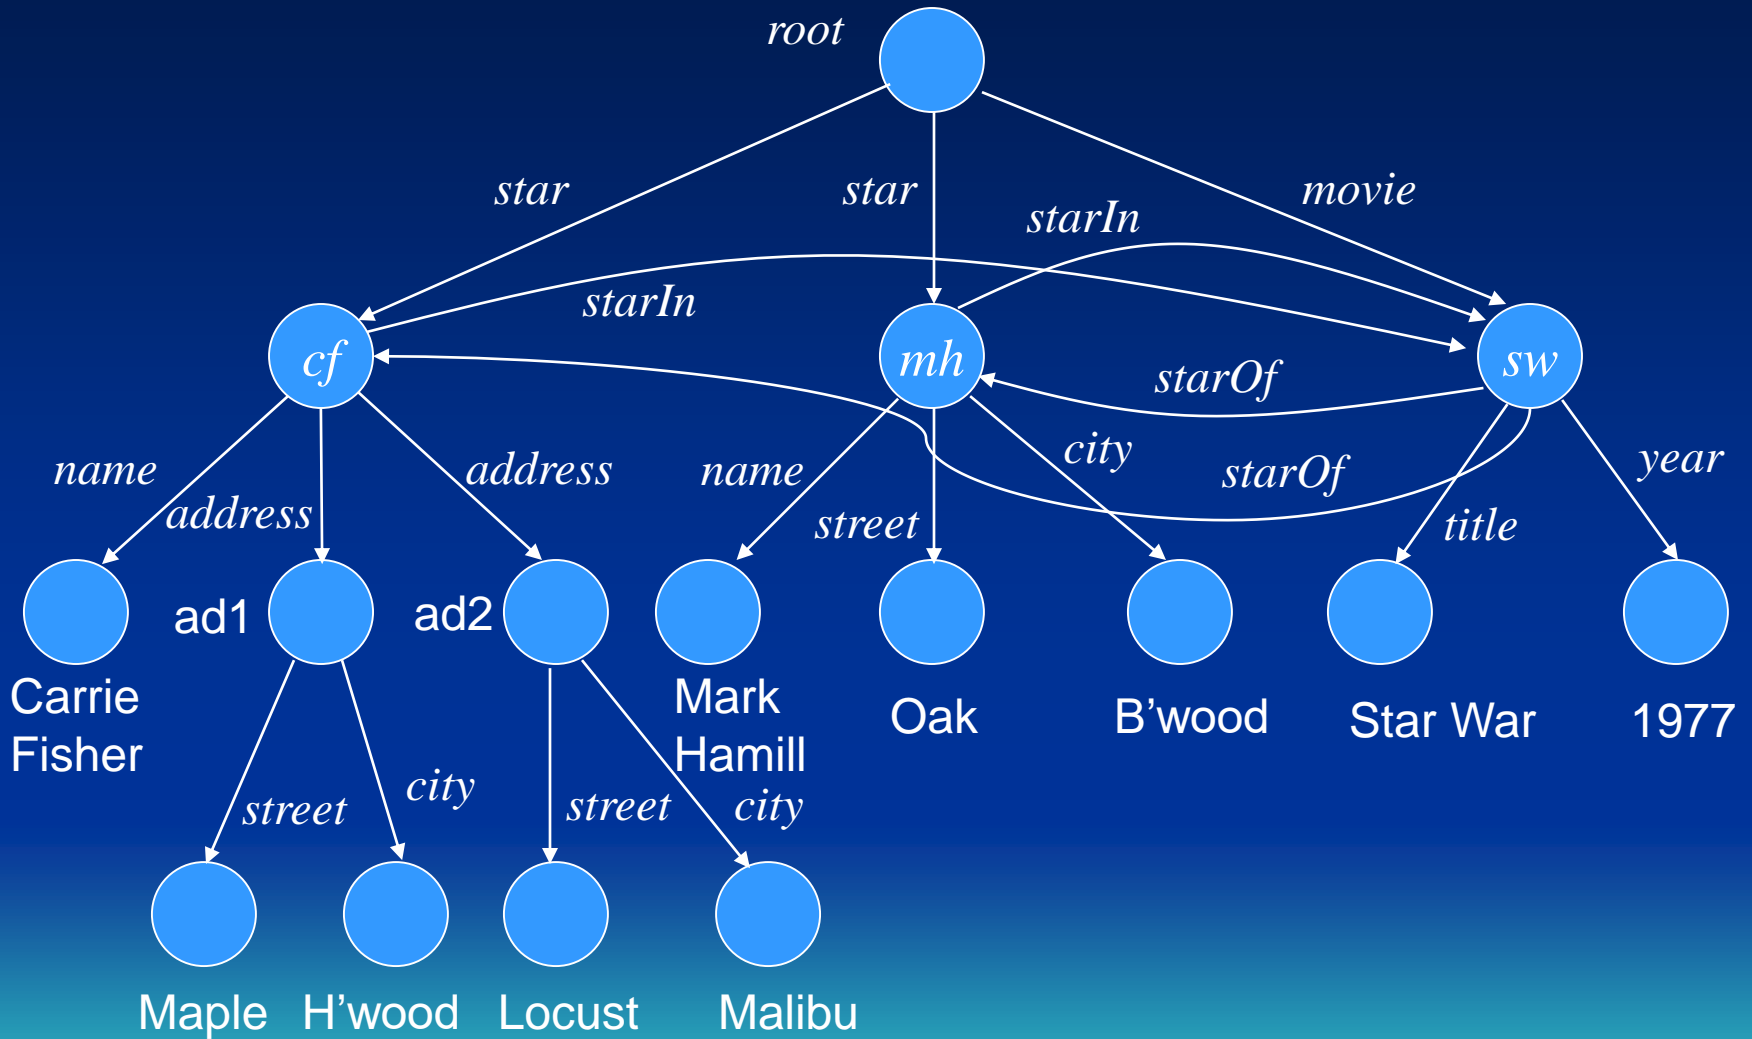 root
star
star
movie
starIn
starIn
cf
mh
sw
starOf
name
address
address
name
city
starOf
year
street
title
ad1
ad2
Carrie
Fisher
Mark
Hamill
Oak
B'wood
Star War
1977
street
city
street
city
Maple
H'wood
Locust
Malibu